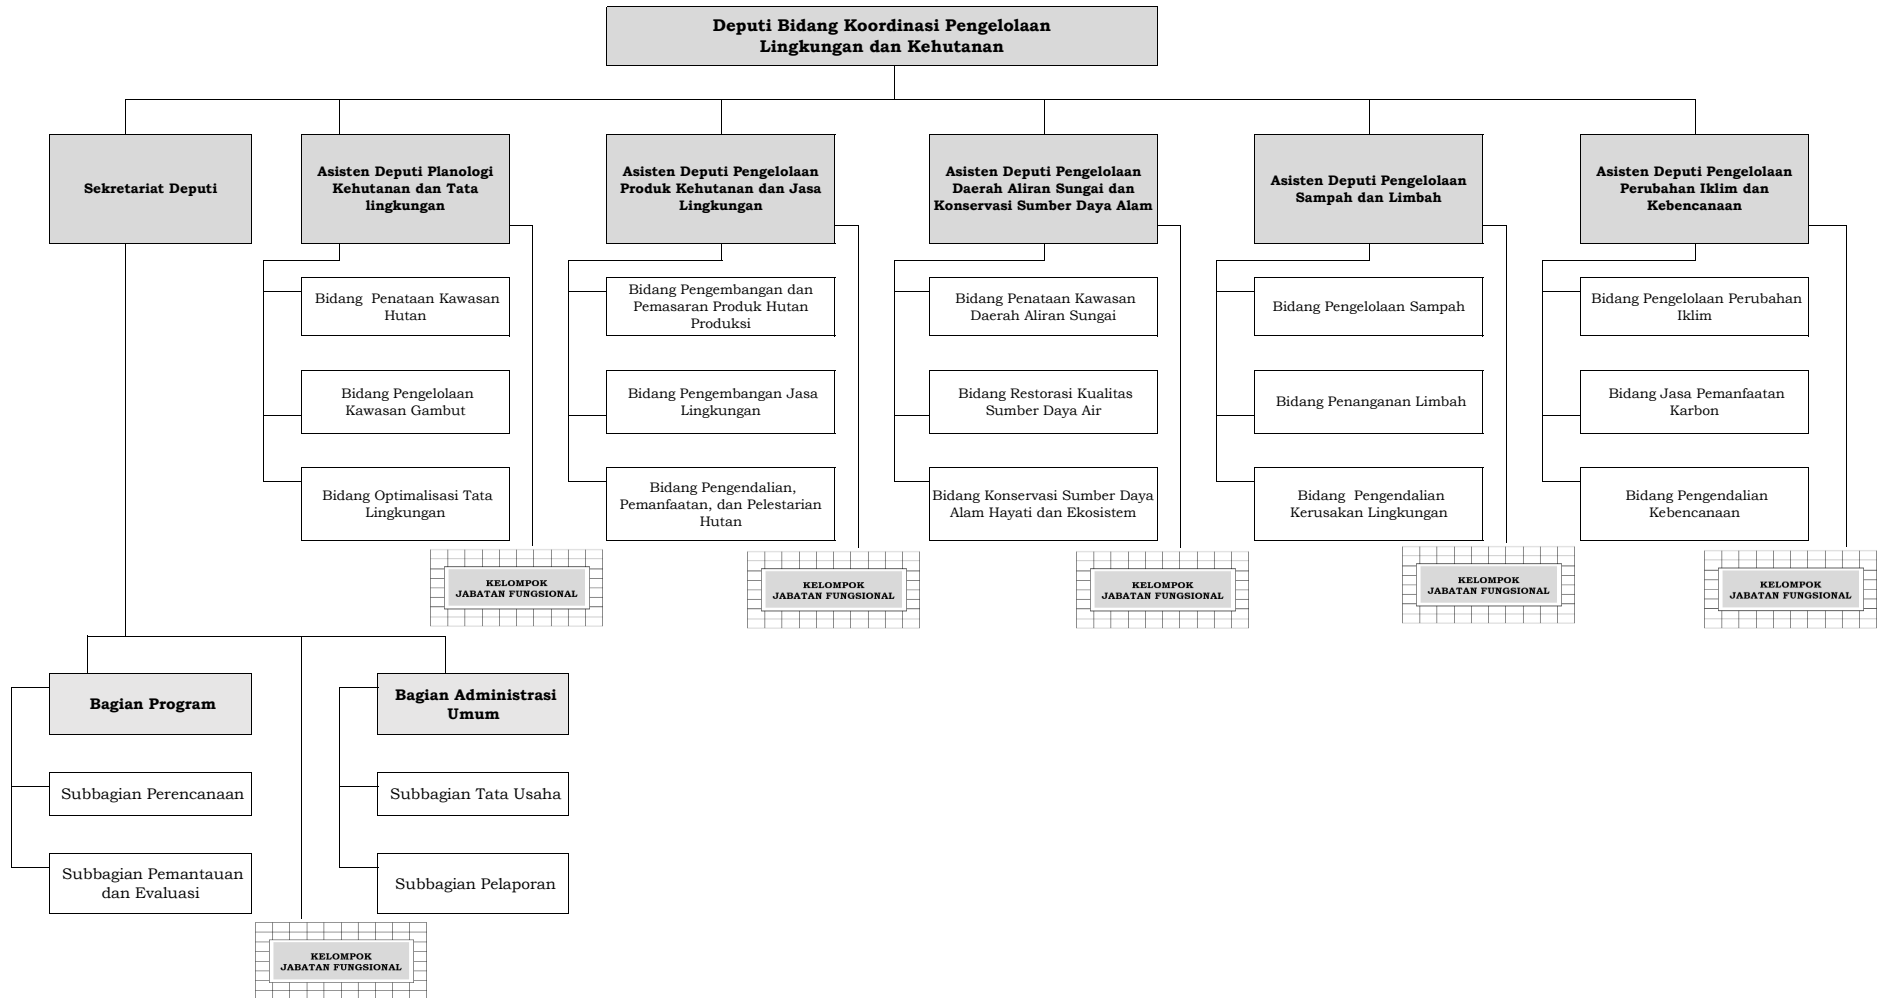 Deputi Bidang Koordinasi Pengelolaan
Lingkungan dan Kehutanan
Sekretariat Deputi
Asisten Deputi Planologi
Kehutanan dan Tata
lingkungan
Asisten Deputi Pengelolaan
Produk Kehutanan dan Jasa
Lingkungan
Asisten Deputi Pengelolaan
Daerah Aliran Sungai dan
Konservasi Sumber Daya Alam
Asisten Deputi Pengelolaan
Sampah dan Limbah
Asisten Deputi Pengelolaan
Perubahan Iklim dan
Kebencanaan
Bidang  Penataan Kawasan
Hutan
Bidang Pengembangan dan
Pemasaran Produk Hutan
Produksi
Bidang Penataan Kawasan
Daerah Aliran Sungai
Bidang Pengelolaan Sampah
Bidang Pengelolaan Perubahan
Iklim
Bidang Pengelolaan
Kawasan Gambut
Bidang Pengembangan Jasa
Lingkungan
Bidang Restorasi Kualitas
Sumber Daya Air
Bidang Penanganan Limbah
Bidang Jasa Pemanfaatan
Karbon
Bidang Optimalisasi Tata
Lingkungan
Bidang Pengendalian,
Pemanfaatan, dan Pelestarian
Hutan
Bidang Konservasi Sumber Daya
Alam Hayati dan Ekosistem
Bidang  Pengendalian
Kerusakan Lingkungan
Bidang Pengendalian
Kebencanaan
KELOMPOK
JABATAN FUNGSIONAL
KELOMPOK
JABATAN FUNGSIONAL
KELOMPOK
JABATAN FUNGSIONAL
KELOMPOK
JABATAN FUNGSIONAL
KELOMPOK
JABATAN FUNGSIONAL
Bagian Program
Bagian Administrasi
Umum
Subbagian Perencanaan
Subbagian Tata Usaha
Subbagian Pemantauan
dan Evaluasi
Subbagian Pelaporan
KELOMPOK
JABATAN FUNGSIONAL